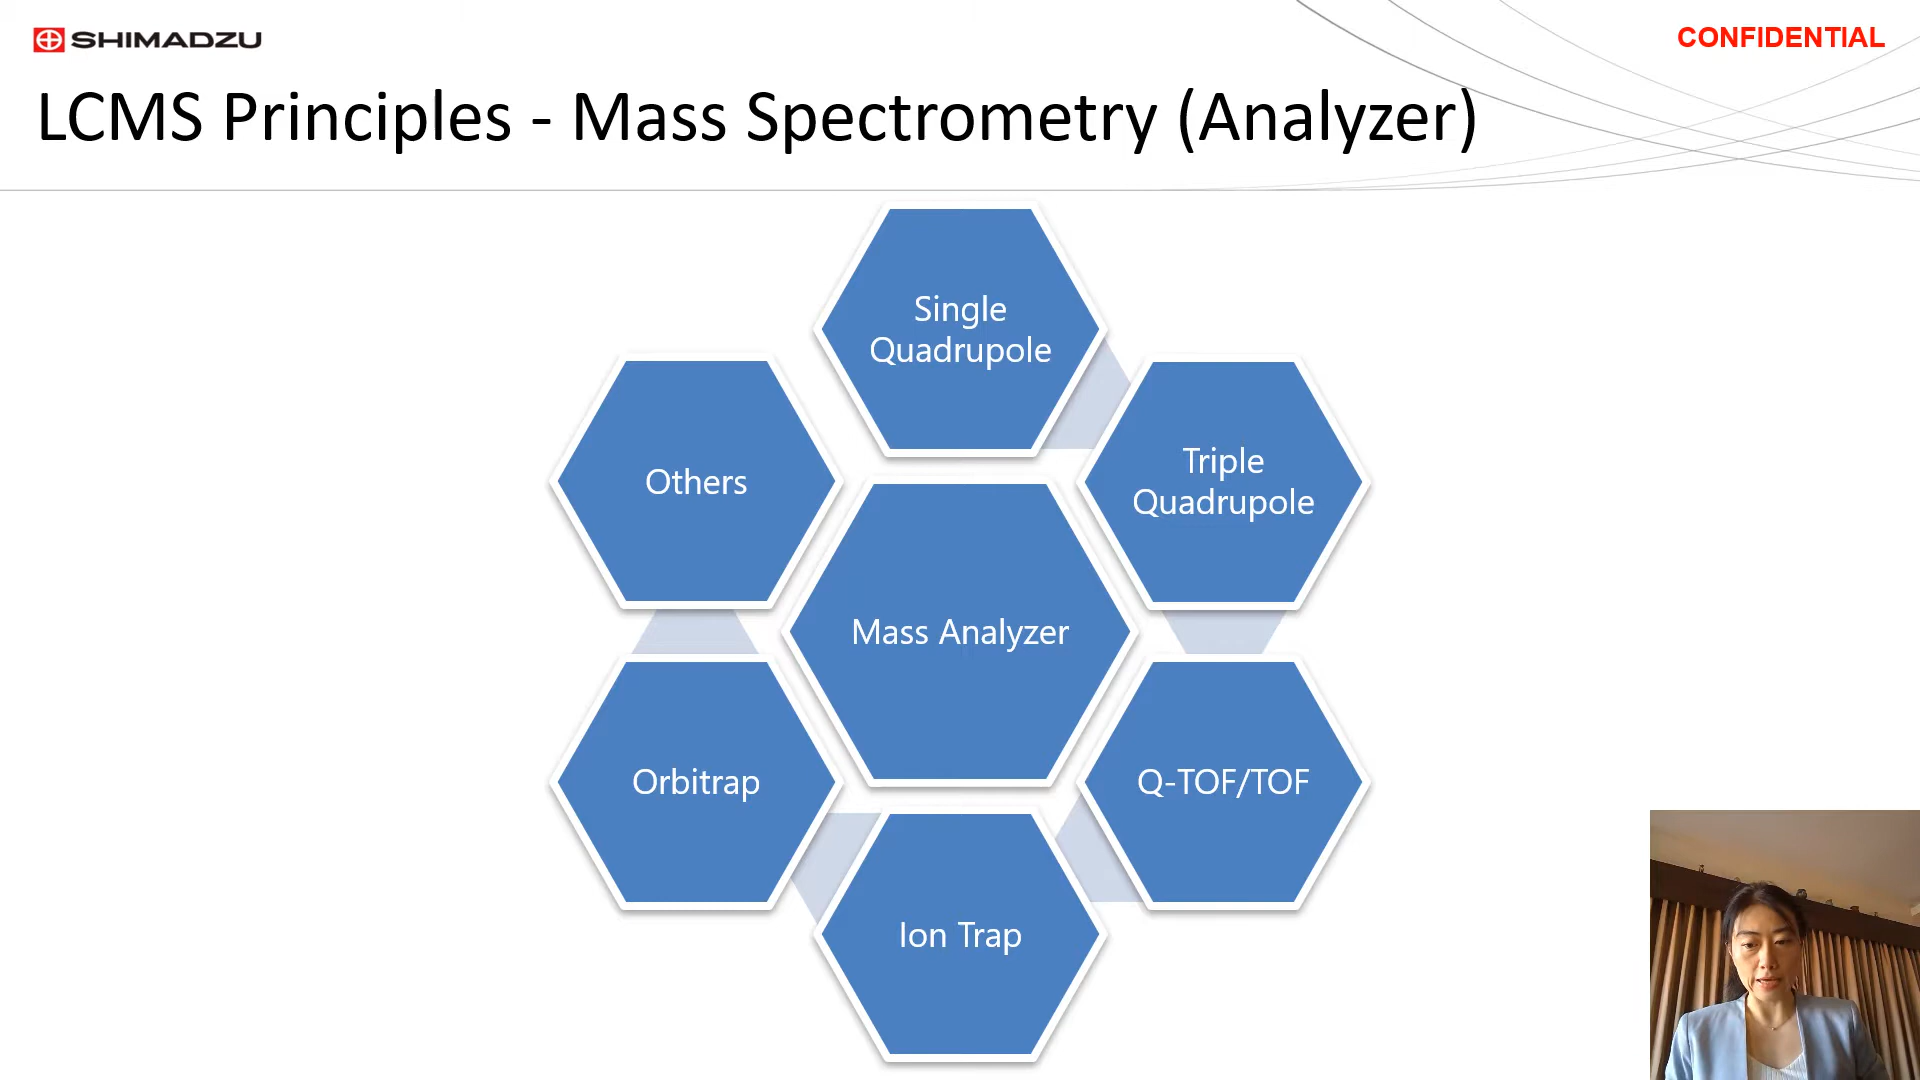 SHIMADZU
CONFIDENTIAL
LCMS Principles - Mass Spectrometry (Analyzer)
Single
Quadrupole
Triple
Quadrupole
Others
Mass Analyzer
Orbitrap
Q-TOF/TOF
Ion Trap